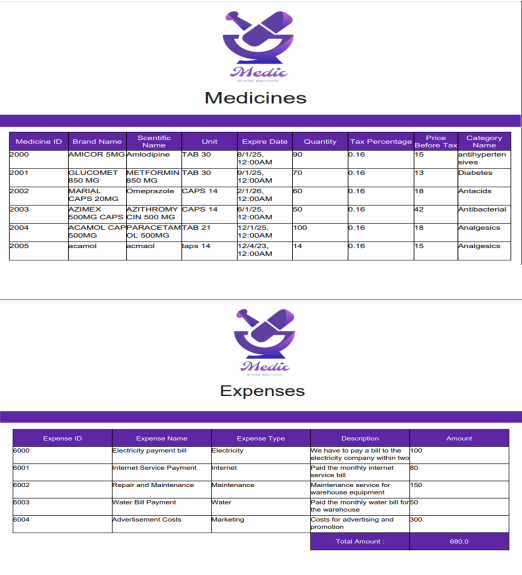 Medic
Medicines
Medicine ID Brand Name Scentific Name Unit Expire Date Quantity Tax Percentage Price Before Tax Category Name
2000 AMICOR 5MG Amlodipine TAB 30 8/1/25, 12:00AM 90 0.16 15 antihyperten sives
2001 GLUCOMET 850 MG METFORMIN 850 MG TAB 30 9/1/25, 12:00AM 70 0.16 13 Diabetes
2002 MARIAL CAPS 20MG Omeprazole CAPS 14 2/1/26, 12:00AM 60 0.16 18 Antacids
2003 AZIMEX 500MG CAPS AZITHROMY CIN 500 MG CAPS 14 6/1/25, 12:00AM 50 0.16 42 Antibacterial
2004 ACAMOL CAP 500MG PARACETAM OL 500MG TAB 21 12/1/25, 12:00AM 100 0.16 18 Analgesics
2005 acamol acmaol taps 14 12/4/23, 12:00AM 14 0.16 15 Analgesics
Medic
Expenses
Expense ID Expense Name Expense Type Description Amount
6000 Electricity payment bill Electricity We have to pay a bill to the electricity company within two 100
6001 Internet Service Payment Internet Paid the monthly internet service bill 80
6002 Repair and Maintenance Maintenance Maintenance service for warehouse equipment 150
6003 Water Bill Payment Water Paid the monthly water bill for the warehouse 50
6004 Advertisement Costs Marketing Costs for advertising and promotion 300
Total Amount : 680.0